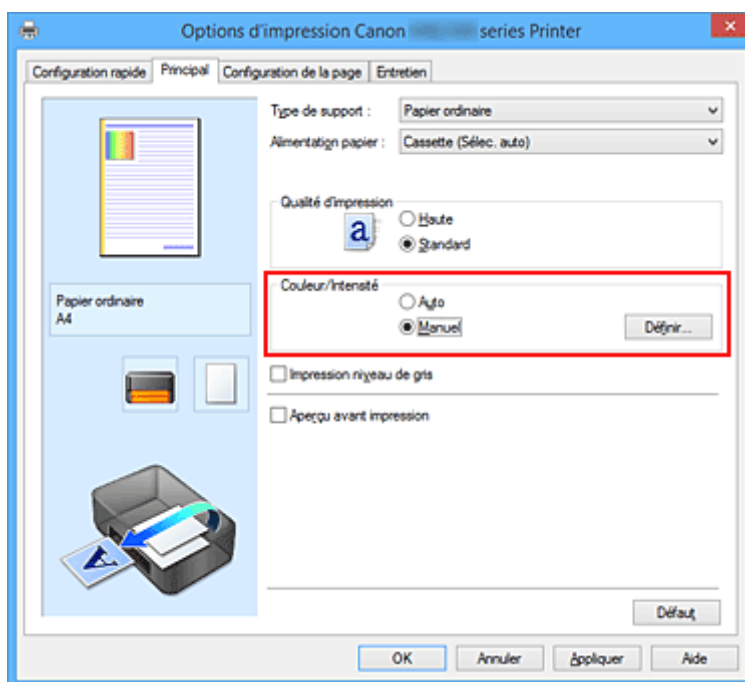 Options d'impression Canon series Printer
Configuration rapide Principal Configuration de la page Entretien
Type de support : Papier ordinaire
Alimentation papier : Cassette (Sélec. auto)
Qualité d'impression
a
Haute
Standard
Couleur/Intensité
Auto
Manuel Définir...
Papier ordinaire
A4
Impression niveau de gris
Aperçu avant impression
A
Défaut
OK Annuler Appliquer Aide